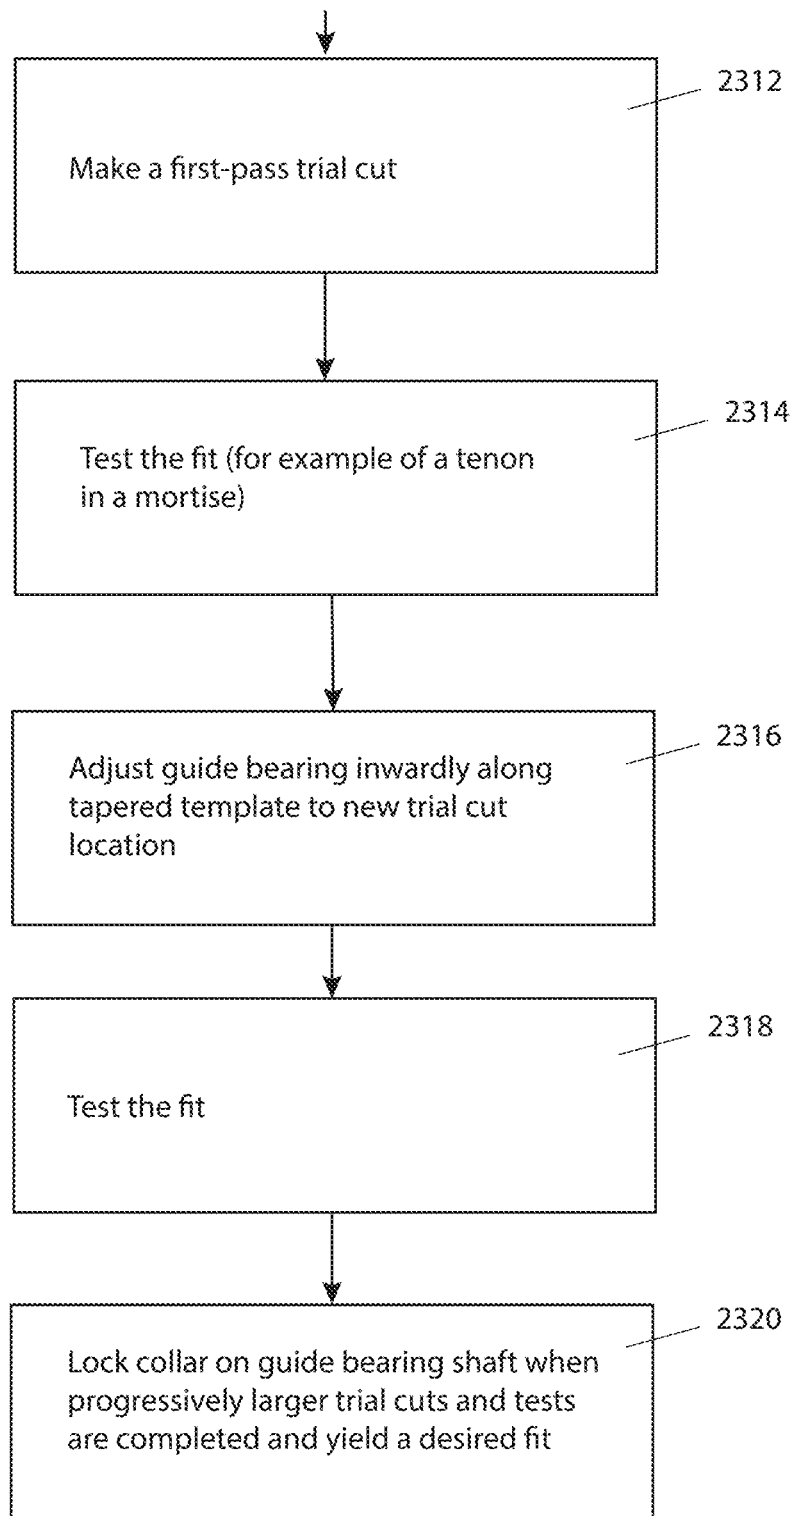 2312
Make a first-pass trial cut
2314
Test the fit (for example of a tenon
in a mortise)
2316
Adjust guide bearing inwardly along
tapered template to new trial cut
location
2318
Test the fit
2320
Lock collar on guide bearing shaft when
progressively larger trial cuts and tests
are completed and yield a desired fit